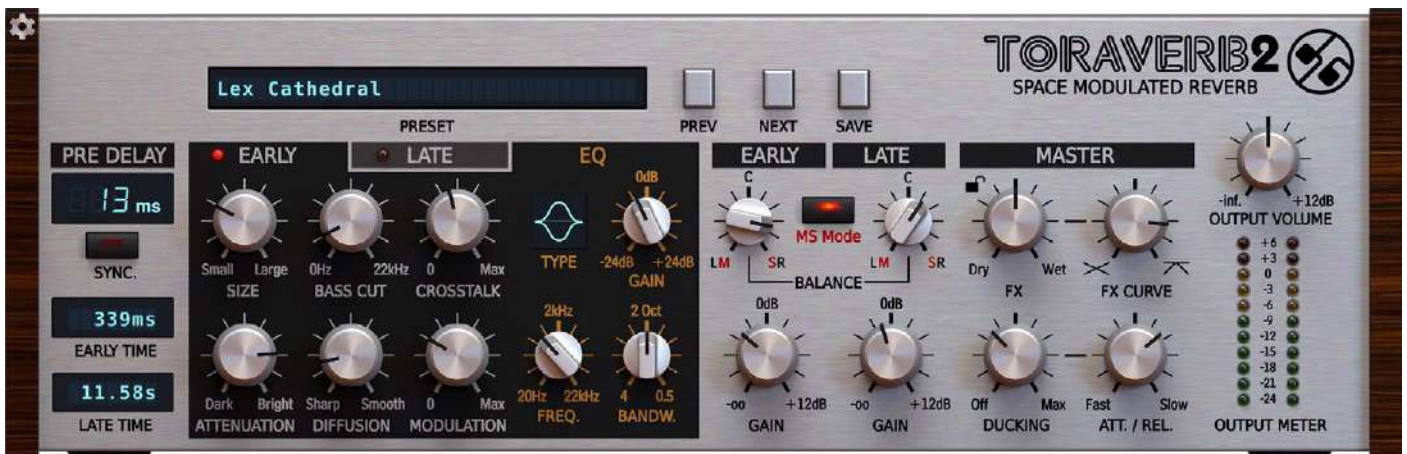 TORAVERB2
SPACE MODULATED REVERB
Lex Cathedral
PRESET
PREV
NEXT
SAVE
PRE DELAY
13 ms
SYNC.
339ms
EARLY TIME
11.58s
LATE TIME
EARLY
LATE
Small Large
SIZE
0Hz 22kHz
BASS CUT
0 Max
CROSSTALK
Dark Bright
ATTENUATION
Sharp Smooth
DIFFUSION
0 Max
MODULATION
EQ
TYPE
0dB
-24dB +24dB
GAIN
2kHz
20Hz 22kHz
FREQ.
2 Oct
4 0.5
BANDW.
EARLY
LATE
C
C
MS Mode
LM SR
LM SR
BALANCE
0dB
-oo +12dB
GAIN
0dB
-oo +12dB
GAIN
MASTER
Dry Wet
FX
FX CURVE
Off Max
DUCKING
Fast Slow
ATT. / REL.
-inf. +12dB
OUTPUT VOLUME
+6
+3
0
-3
-6
-9
-12
-15
-18
-21
-24
OUTPUT METER